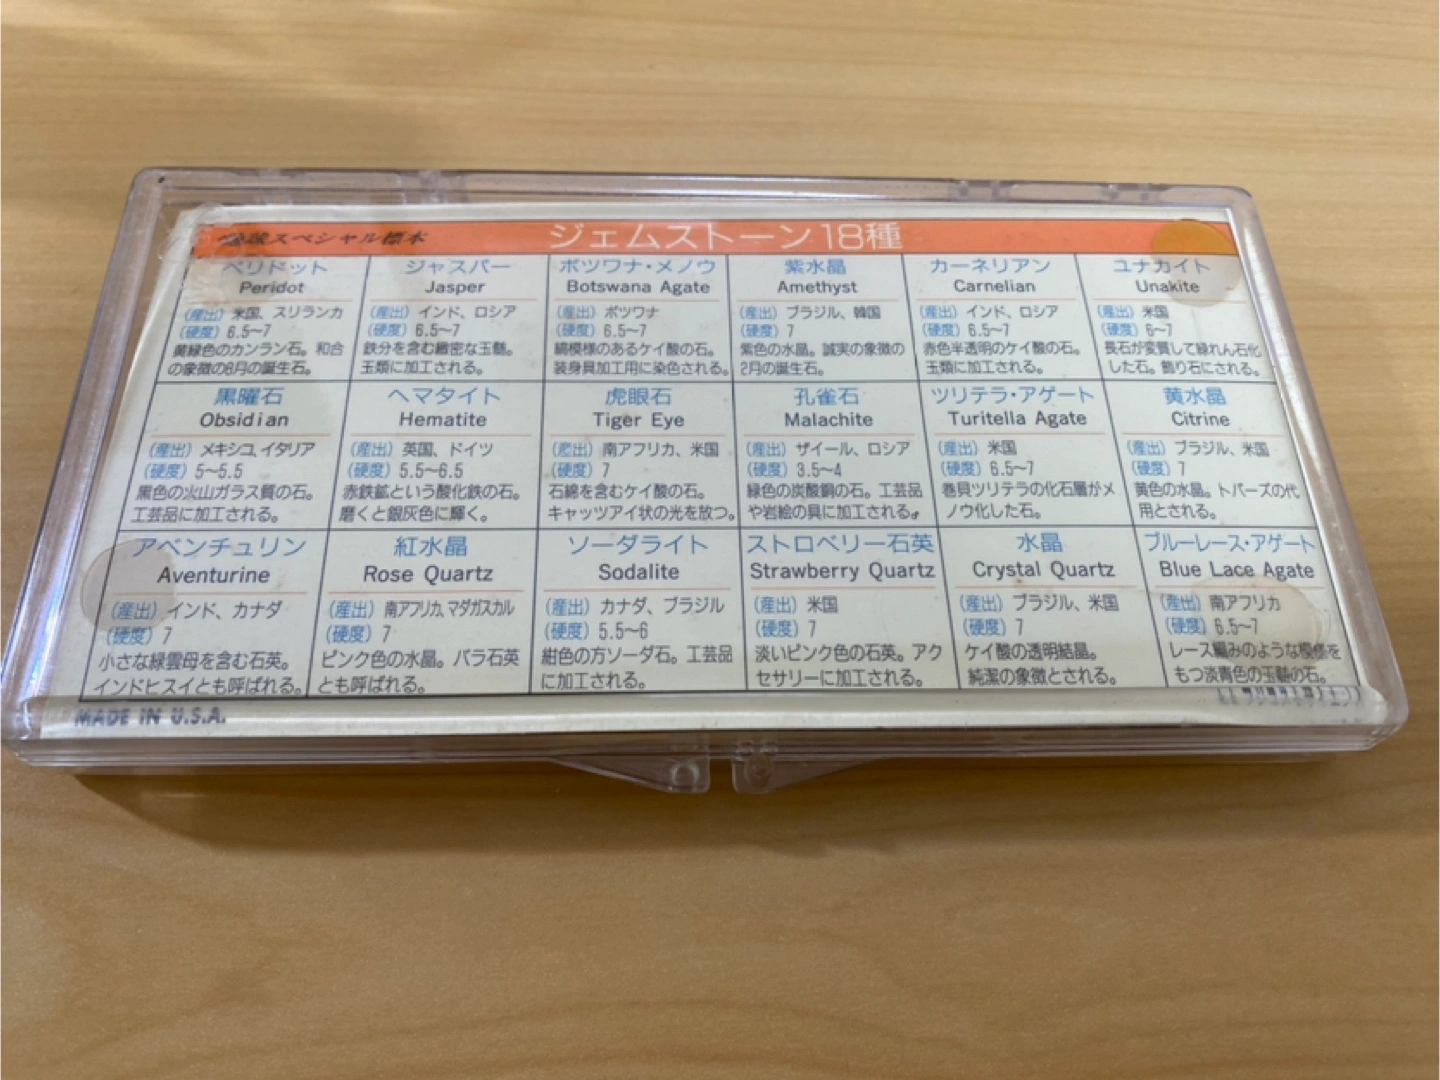 地球スペシャル標本 ジェムストーン18種
ペリドット
Peridot
(産出) 米国、スリランカ
(硬度) 6.5〜7
黄緑色のカンラン石。和合
の象徴の8月の誕生石。
ジャスパー
Jasper
(産出) インド、ロシア
(硬度) 6.5〜7
鉄分を含む緻密な玉髄。
玉類に加工される。
ボツワナ・メノウ
Botswana Agate
(産出) ボツワナ
(硬度) 6.5〜7
縞模様のあるケイ酸の石。
装身具加工用に染色される。
紫水晶
Amethyst
(産出) ブラジル、韓国
(硬度) 7
紫色の水晶。誠実の象徴の
2月の誕生石。
カーネリアン
Carnelian
(産出) インド、ロシア
(硬度) 6.5〜7
赤色半透明のケイ酸の石。
玉類に加工される。
ユナカイト
Unakite
(産出) 米国
(硬度) 6〜7
長石が変質して緑れん石化
した石。飾り石にされる。
黒曜石
Obsidian
(産出) メキシコ、イタリア
(硬度) 5〜5.5
黒色の火山ガラス質の石。
工芸品に加工される。
ヘマタイト
Hematite
(産出) 英国、ドイツ
(硬度) 5.5〜6.5
赤鉄鉱という酸化鉄の石。
磨くと銀灰色に輝く。
虎眼石
Tiger Eye
(産出) 南アフリカ、米国
(硬度) 7
石綿を含むケイ酸の石。
キャッツアイ状の光を放つ。
孔雀石
Malachite
(産出) ザイール、ロシア
(硬度) 3.5〜4
緑色の炭酸銅の石。工芸品
や岩絵の具に加工される。
ツリテラ・アゲート
Turitella Agate
(産出) 米国
(硬度) 6.5〜7
巻貝ツリテラの化石層がメ
ノウ化した石。
黄水晶
Citrine
(産出) ブラジル、米国
(硬度) 7
黄色の水晶。トパーズの代
用とされる。
アベンチュリン
Aventurine
(産出) インド、カナダ
(硬度) 7
小さな緑雲母を含む石英。
インドヒスイとも呼ばれる。
紅水晶
Rose Quartz
(産出) 南アフリカ、マダガスカル
(硬度) 7
ピンク色の水晶。バラ石英
とも呼ばれる。
ソーダライト
Sodalite
(産出) カナダ、ブラジル
(硬度) 5.5〜6
紺色の方ソーダ石。工芸品
に加工される。
ストロベリー石英
Strawberry Quartz
(産出) 米国
(硬度) 7
淡いピンク色の石英。アク
セサリーに加工される。
水晶
Crystal Quartz
(産出) ブラジル、米国
(硬度) 7
ケイ酸の透明結晶。
純潔の象徴とされる。
ブルーレース・アゲート
Blue Lace Agate
(産出) 南アフリカ
(硬度) 6.5〜7
レース編みのような模様を
もつ淡青色の玉髄の石。
MADE IN U.S.A.